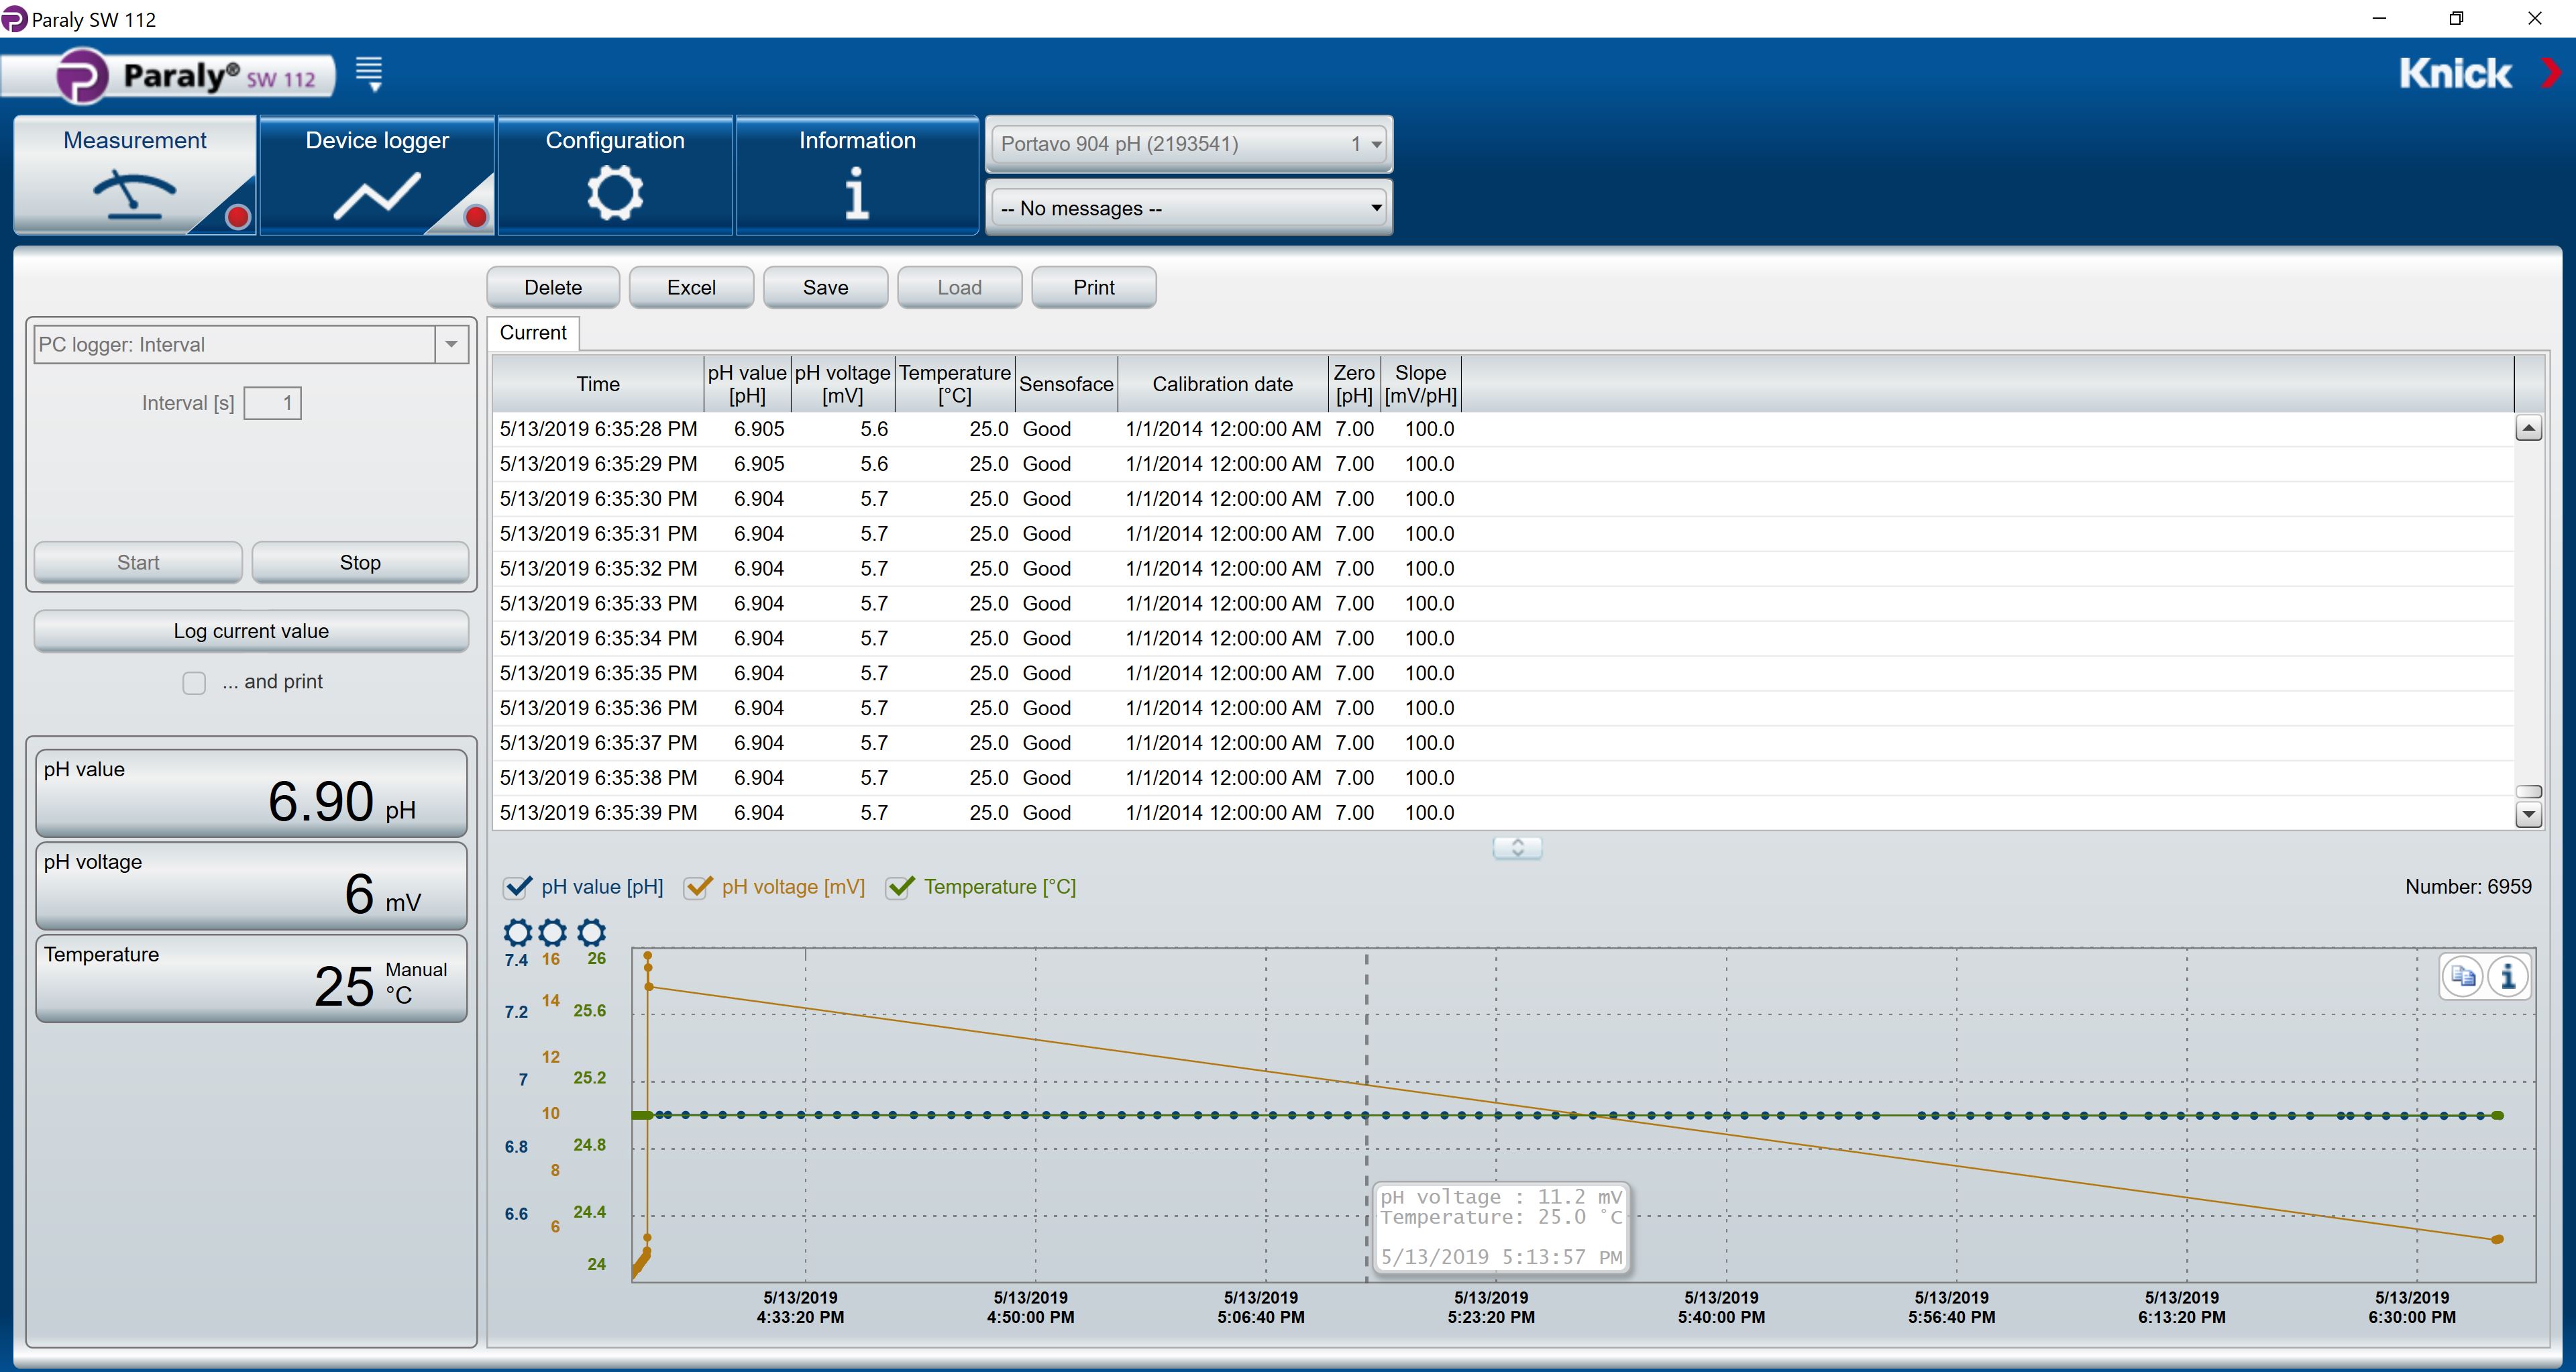 Paraly SW 112
Paraly® SW 112
Knick
Measurement
Device logger
Configuration
Information
Portavo 904 pH (2193541) 1
-- No messages --
Delete
Excel
Save
Load
Print
PC logger: Interval
Interval [s] 1
Start
Stop
Log current value
... and print
pH value
6.90 pH
pH voltage
6 mV
Temperature
25 Manual °C
Current
Time pH value [pH] pH voltage [mV] Temperature [°C] Sensoface Calibration date Zero [pH] Slope [mV/pH]
5/13/2019 6:35:28 PM 6.905 5.6 25.0 Good 1/1/2014 12:00:00 AM 7.00 100.0
5/13/2019 6:35:29 PM 6.905 5.6 25.0 Good 1/1/2014 12:00:00 AM 7.00 100.0
5/13/2019 6:35:30 PM 6.904 5.7 25.0 Good 1/1/2014 12:00:00 AM 7.00 100.0
5/13/2019 6:35:31 PM 6.904 5.7 25.0 Good 1/1/2014 12:00:00 AM 7.00 100.0
5/13/2019 6:35:32 PM 6.904 5.7 25.0 Good 1/1/2014 12:00:00 AM 7.00 100.0
5/13/2019 6:35:33 PM 6.904 5.7 25.0 Good 1/1/2014 12:00:00 AM 7.00 100.0
5/13/2019 6:35:34 PM 6.904 5.7 25.0 Good 1/1/2014 12:00:00 AM 7.00 100.0
5/13/2019 6:35:35 PM 6.904 5.7 25.0 Good 1/1/2014 12:00:00 AM 7.00 100.0
5/13/2019 6:35:36 PM 6.904 5.7 25.0 Good 1/1/2014 12:00:00 AM 7.00 100.0
5/13/2019 6:35:37 PM 6.904 5.7 25.0 Good 1/1/2014 12:00:00 AM 7.00 100.0
5/13/2019 6:35:38 PM 6.904 5.7 25.0 Good 1/1/2014 12:00:00 AM 7.00 100.0
5/13/2019 6:35:39 PM 6.904 5.7 25.0 Good 1/1/2014 12:00:00 AM 7.00 100.0
pH value [pH] pH voltage [mV] Temperature [°C]
Number: 6959
7.4 16 26
14
7.2 25.6
12
7 25.2
10
6.8 24.8
8
6.6 24.4
6
24
pH voltage : 11.2 mV
Temperature: 25.0 °C
5/13/2019 5:13:57 PM
5/13/2019 5/13/2019 5/13/2019 5/13/2019 5/13/2019 5/13/2019 5/13/2019 5/13/2019
4:33:20 PM 4:50:00 PM 5:06:40 PM 5:23:20 PM 5:40:00 PM 5:56:40 PM 6:13:20 PM 6:30:00 PM